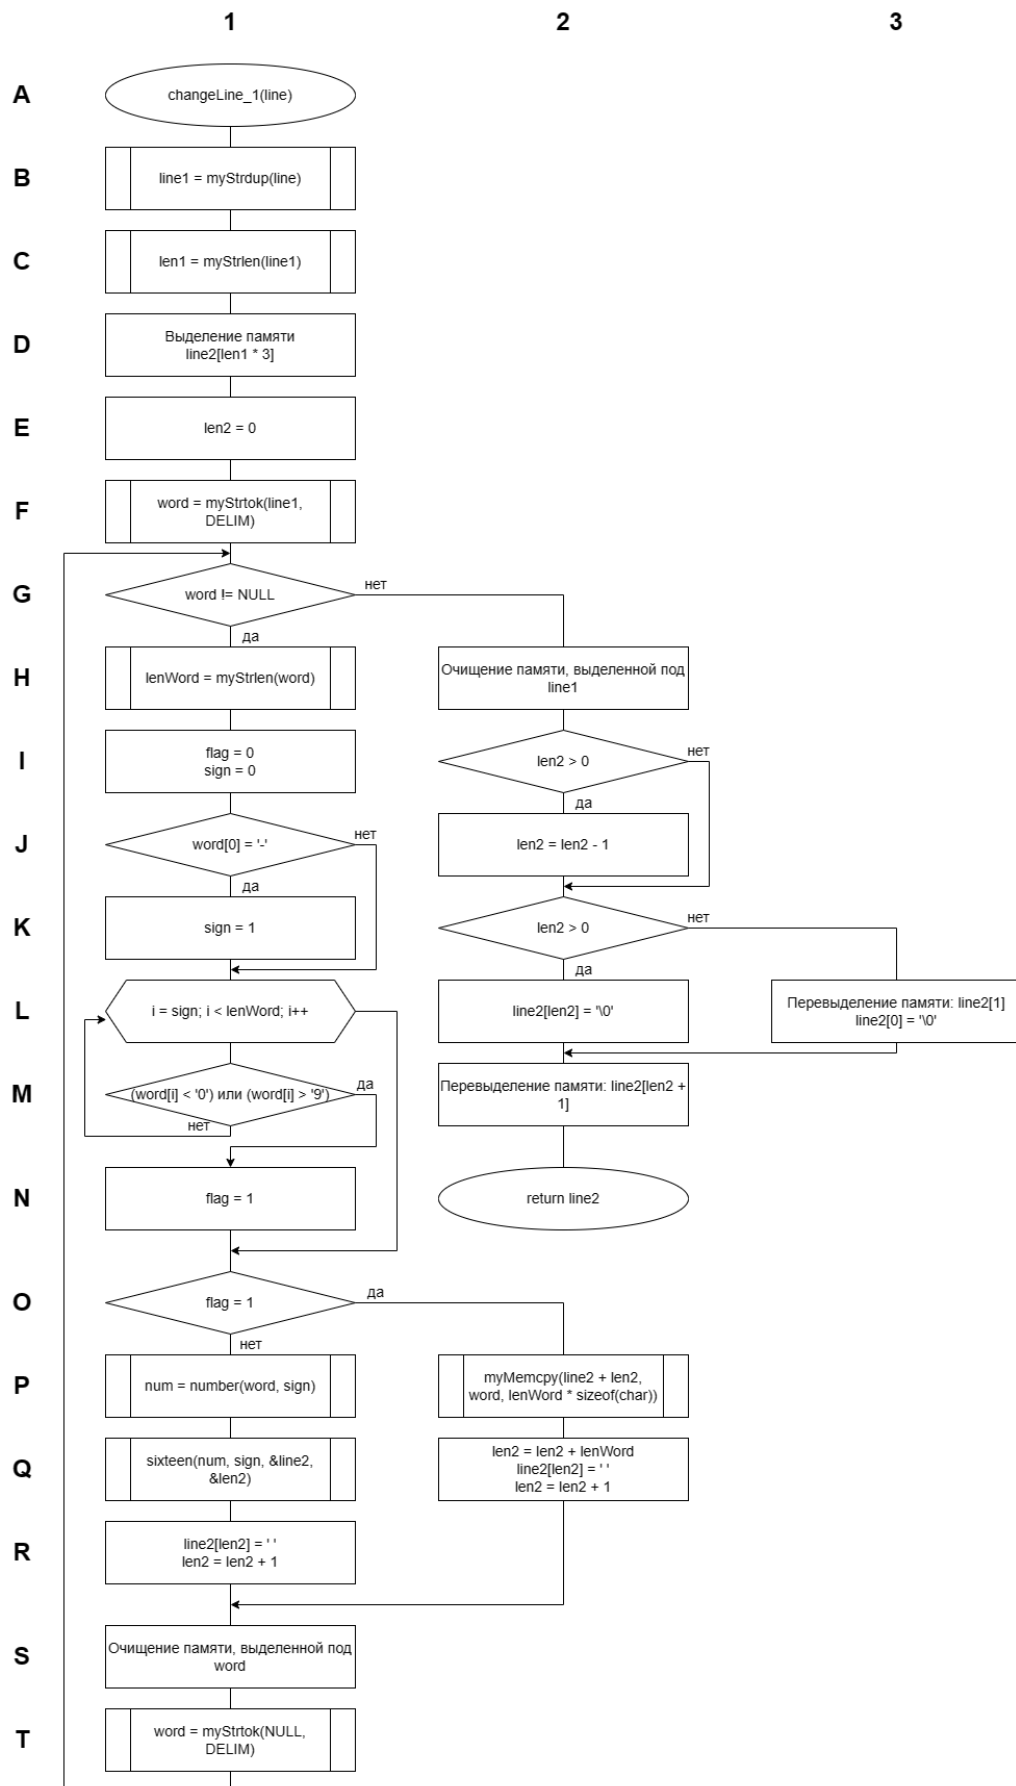 1 2 3
A changeLine_1(line)
B line1 = myStrdup(line)
C len1 = myStrlen(line1)
D Выделение памяти
line2[len1 * 3]
E len2 = 0
F word = myStrtok(line1,
DELIM)
G word != NULL нет
да
H lenWord = myStrlen(word) Очищение памяти, выделенной под
line1
I flag = 0
sign = 0
len2 > 0 нет
да
J word[0] = '-' нет
да
len2 = len2 - 1
K sign = 1
len2 > 0 нет
да
L i = sign; i < lenWord; i++
line2[len2] = '\0'
Перевыделение памяти: line2[1]
line2[0] = '\0'
M (word[i] < '0') или (word[i] > '9') да
нет
Перевыделение памяти: line2[len2 +
1]
N flag = 1
return line2
O flag = 1 да
нет
P num = number(word, sign)
myMemcpy(line2 + len2,
word, lenWord * sizeof(char))
Q sixteen(num, sign, &line2,
&len2)
len2 = len2 + lenWord
line2[len2] = ' '
len2 = len2 + 1
R line2[len2] = ' '
len2 = len2 + 1
S Очищение памяти, выделенной под
word
T word = myStrtok(NULL,
DELIM)